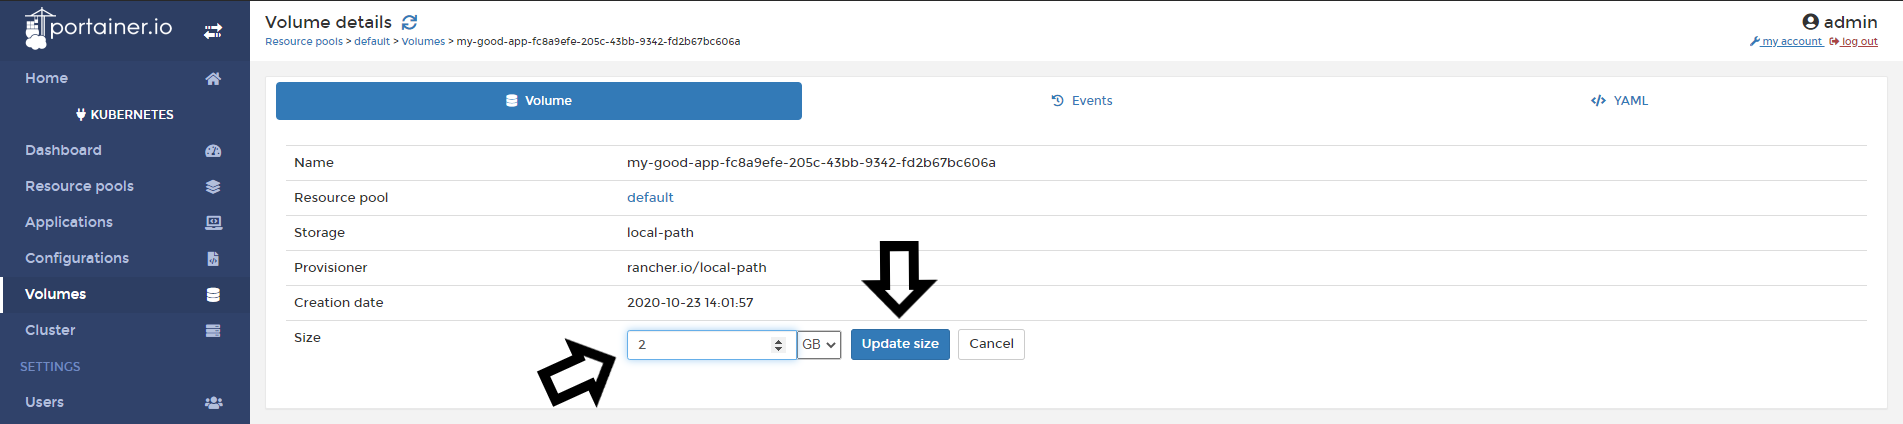 portainer.io
Home
KUBERNETES
Dashboard
Resource pools
Applications
Configurations
Volumes
Cluster
SETTINGS
Users
Volume details
Resource pools > default > Volumes > my-good-app-fc8a9efe-205c-43bb-9342-fd2b67bc606a
admin
my account log out
Volume Events YAML
Name my-good-app-fc8a9efe-205c-43bb-9342-fd2b67bc606a
Resource pool default
Storage local-path
Provisioner rancher.io/local-path
Creation date 2020-10-23 14:01:57
Size 2 GB Update size Cancel